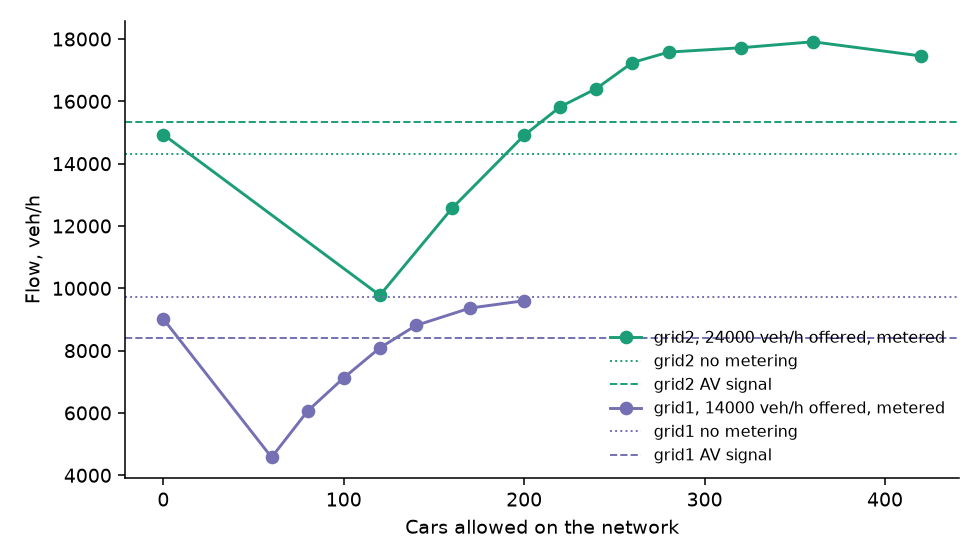 18000
16000
14000
12000
10000
8000
6000
4000
Flow, veh/h
0
100
200
300
400
Cars allowed on the network
grid2, 24000 veh/h offered, metered
grid2 no metering
grid2 AV signal
grid1, 14000 veh/h offered, metered
grid1 no metering
grid1 AV signal